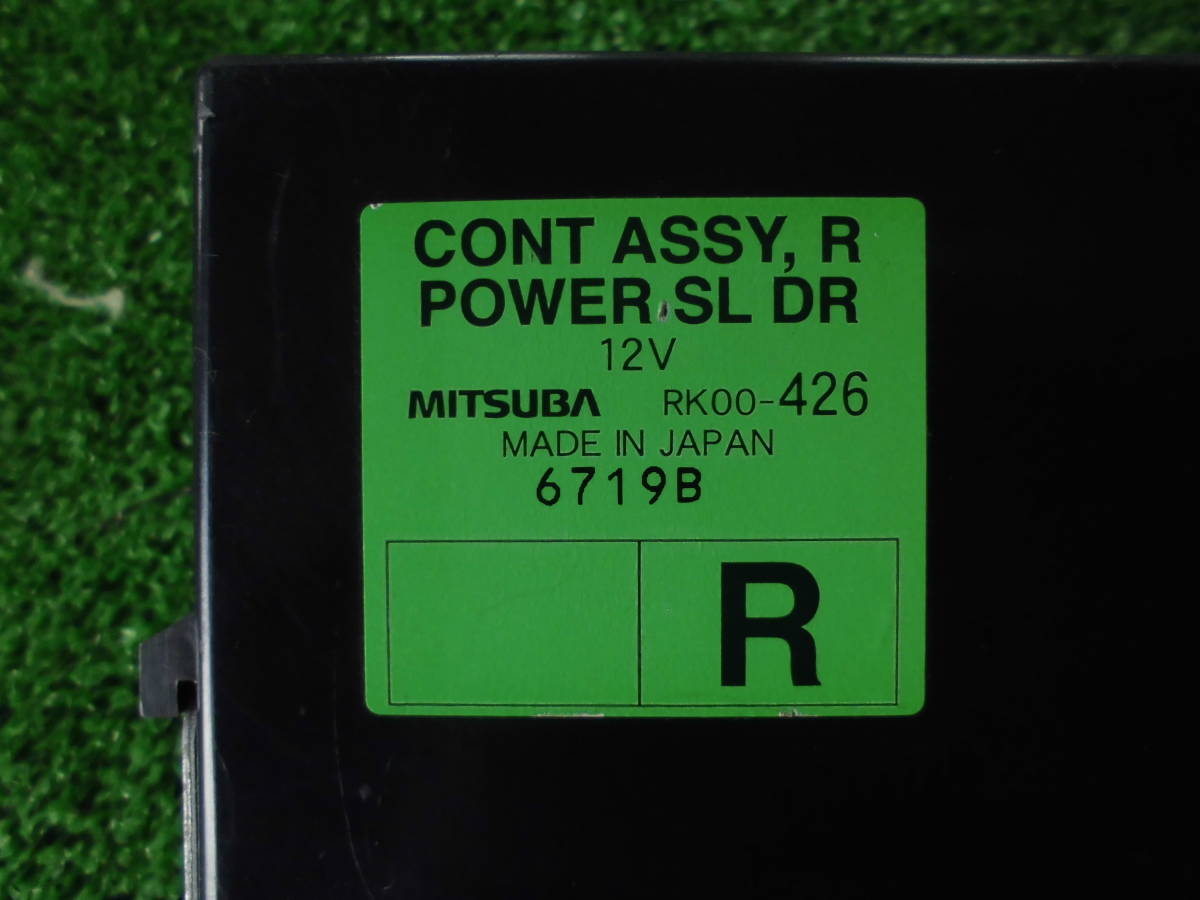 CONT ASSY, R
POWER SL DR
12V
MITSUBA RK00-426
MADE IN JAPAN
6719B
R